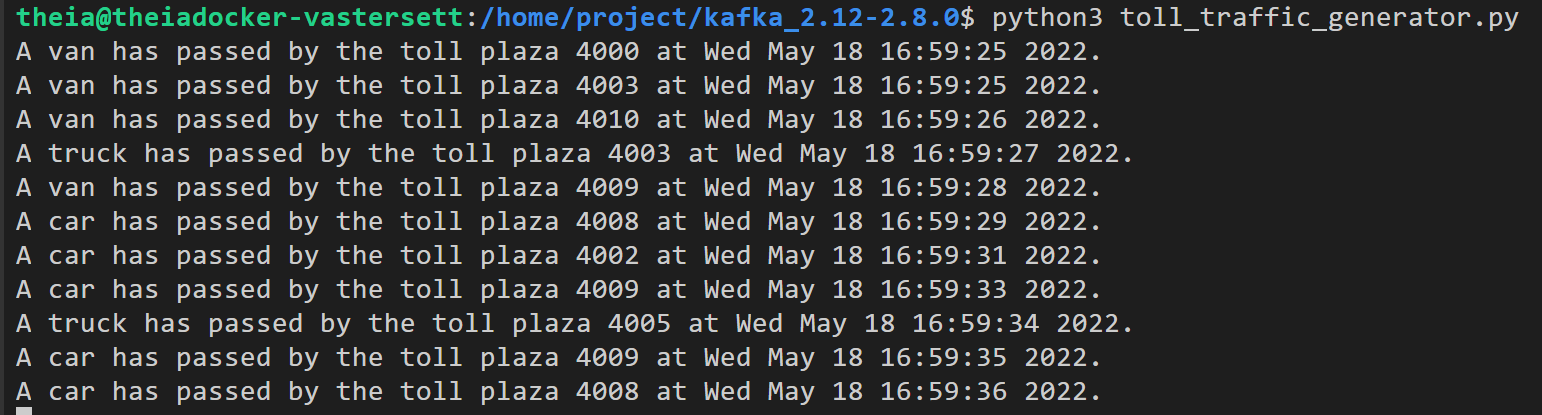 theia@theiadocker-vastersett:/home/project/kafka_2.12-2.8.0$ python3 toll_traffic_generator.py
A van has passed by the toll plaza 4000 at Wed May 18 16:59:25 2022.
A van has passed by the toll plaza 4003 at Wed May 18 16:59:25 2022.
A van has passed by the toll plaza 4010 at Wed May 18 16:59:26 2022.
A truck has passed by the toll plaza 4003 at Wed May 18 16:59:27 2022.
A van has passed by the toll plaza 4009 at Wed May 18 16:59:28 2022.
A car has passed by the toll plaza 4008 at Wed May 18 16:59:29 2022.
A car has passed by the toll plaza 4002 at Wed May 18 16:59:31 2022.
A car has passed by the toll plaza 4009 at Wed May 18 16:59:33 2022.
A truck has passed by the toll plaza 4005 at Wed May 18 16:59:34 2022.
A car has passed by the toll plaza 4009 at Wed May 18 16:59:35 2022.
A car has passed by the toll plaza 4008 at Wed May 18 16:59:36 2022.